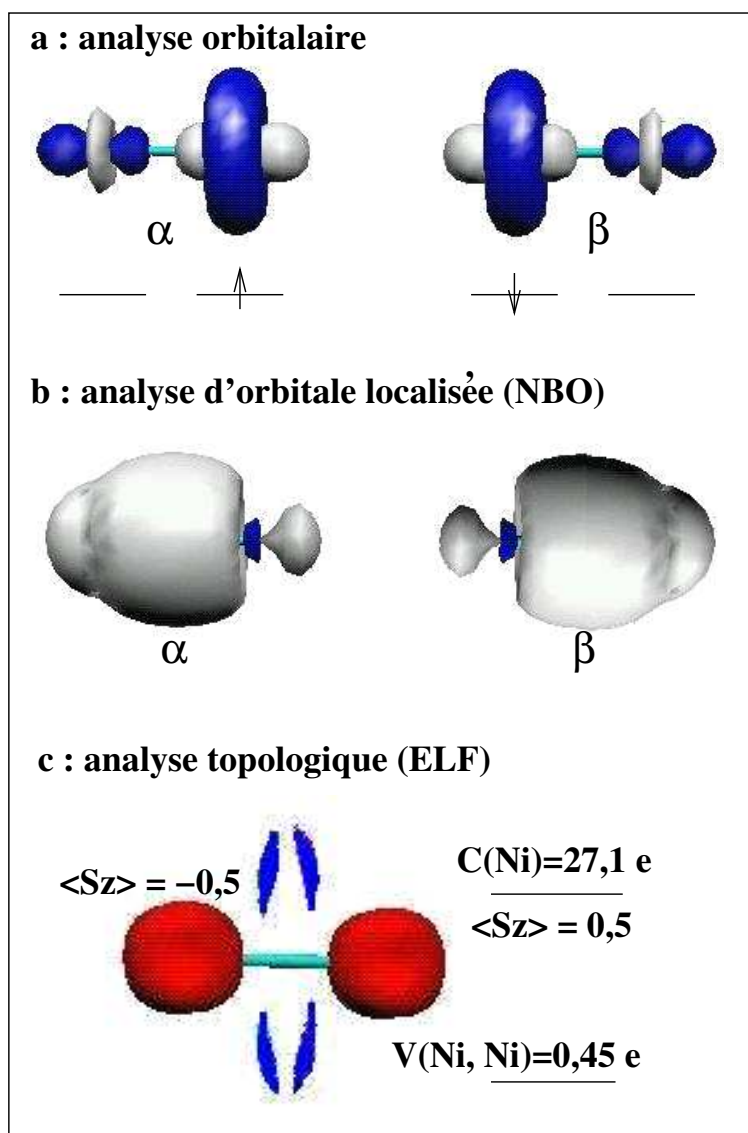 a : analyse orbitalaire
α
β
b : analyse d'orbitale localisée (NBO)
α
β
c : analyse topologique (ELF)
<Sz> = −0,5
C(Ni)=27,1 e
<Sz> = 0,5
V(Ni, Ni)=0,45 e